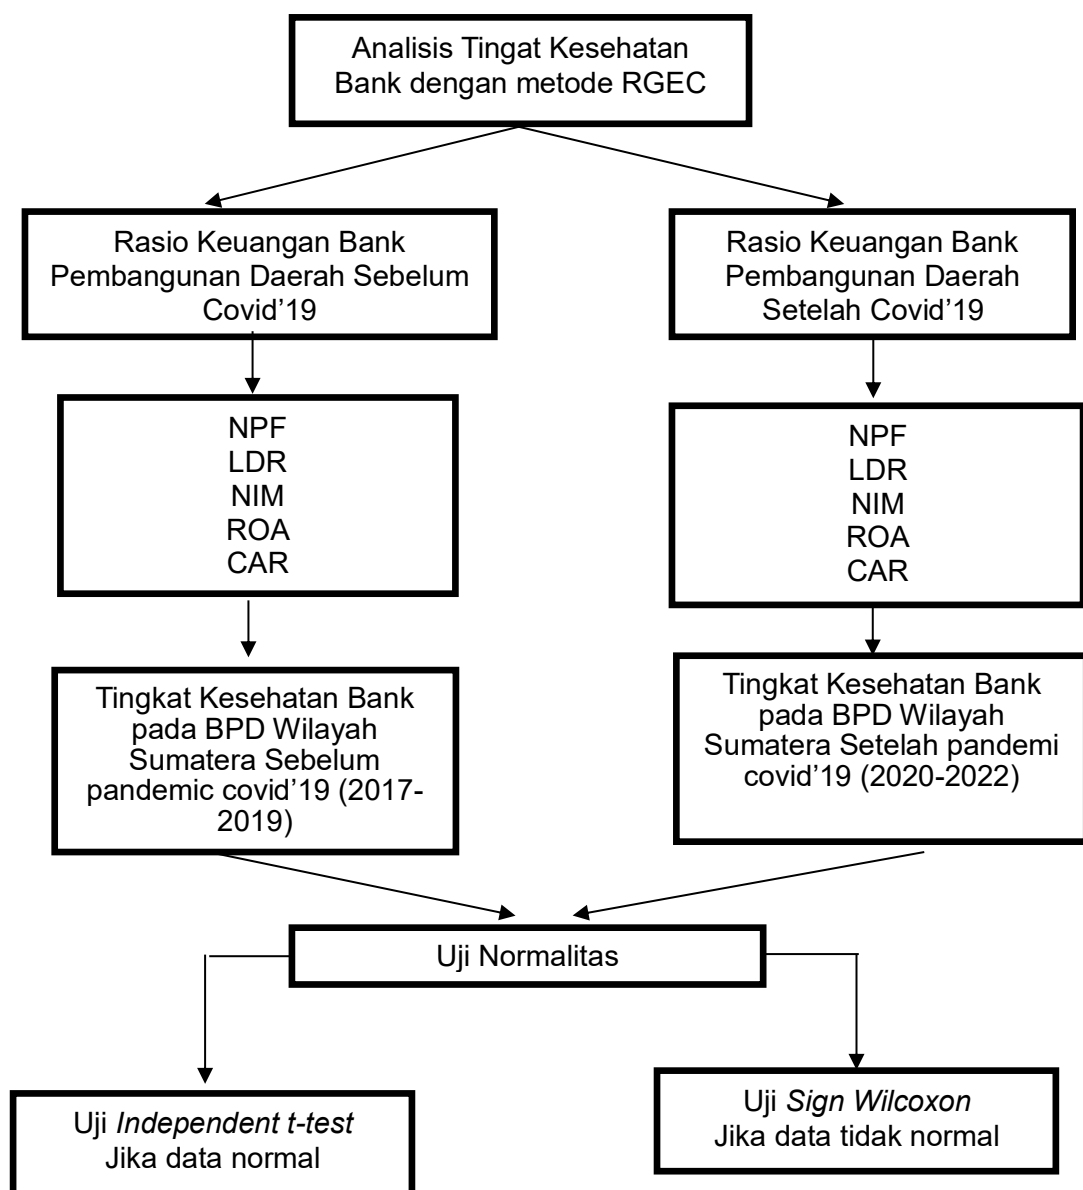 Analisis Tingat Kesehatan
Bank dengan metode RGEC
Rasio Keuangan Bank
Pembangunan Daerah Sebelum
Covid’19
Rasio Keuangan Bank
Pembangunan Daerah
Setelah Covid’19
NPF
LDR
NIM
ROA
CAR
NPF
LDR
NIM
ROA
CAR
Tingkat Kesehatan Bank
pada BPD Wilayah
Sumatera Sebelum
pandemic covid’19 (2017-
2019)
Tingkat Kesehatan Bank
pada BPD Wilayah
Sumatera Setelah pandemi
covid’19 (2020-2022)
Uji Normalitas
Uji Independent t-test
Jika data normal
Uji Sign Wilcoxon
Jika data tidak normal